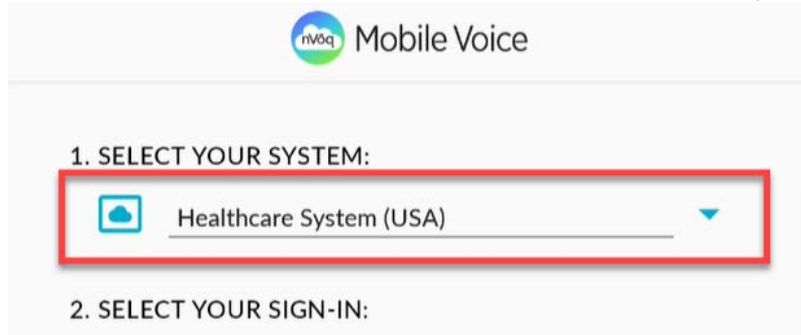 nVoq Mobile Voice
1. SELECT YOUR SYSTEM:
Healthcare System (USA)
2. SELECT YOUR SIGN-IN: